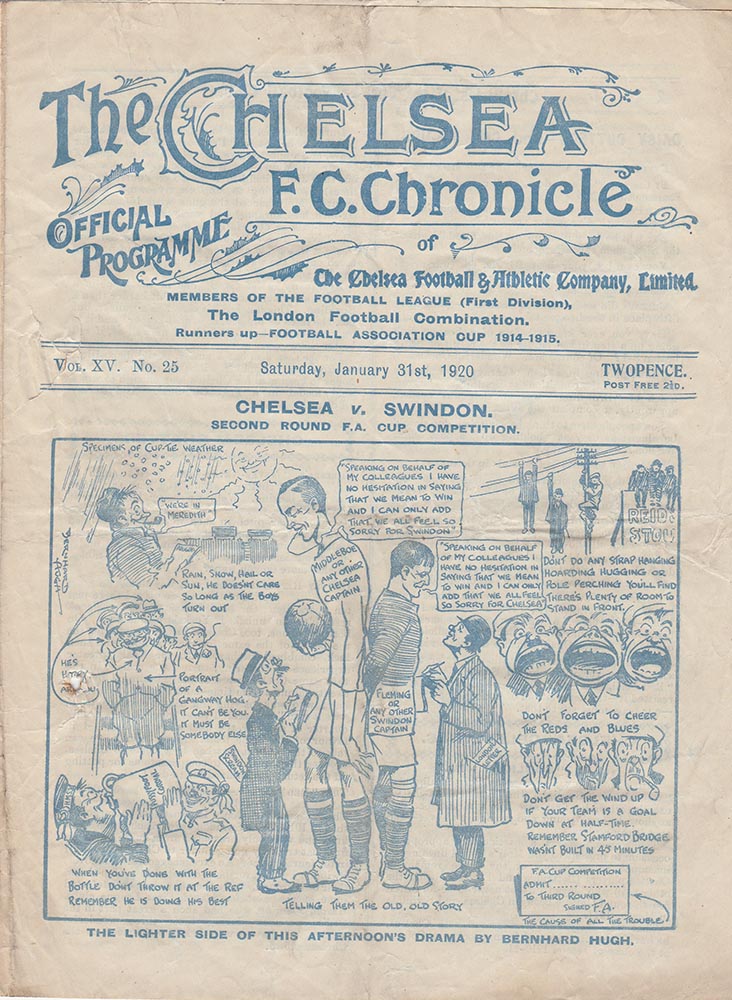 The CHELSEA
F.C. Chronicle
OFFICIAL
PROGRAMME
of
The Chelsea Football & Athletic Company, Limited.
MEMBERS OF THE FOOTBALL LEAGUE (First Division),
The London Football Combination.
Runners up—FOOTBALL ASSOCIATION CUP 1914-1915.
VOL. XV. No. 25
Saturday, January 31st, 1920
TWOPENCE.
POST FREE 2½D.
CHELSEA v. SWINDON.
SECOND ROUND F.A. CUP COMPETITION.
SPECIMENS OF CUP-TIE WEATHER
WE'RE IN
MEREDITH
BERNHARD
HUGH
RAIN, SNOW, HAIL OR
SUN, HE DOESNT CARE
SO LONG AS THE BOYS
TURN OUT
"SPEAKING ON BEHALF OF
MY COLLEAGUES I HAVE
NO HESITATION IN SAYING
THAT WE MEAN TO WIN
AND I CAN ONLY ADD
THAT WE ALL FEEL SO
SORRY FOR SWINDON"
MIDDLEBOE
OR
ANY OTHER
CHELSEA
CAPTAIN
"SPEAKING ON BEHALF
OF MY COLLEAGUES I
HAVE NO HESITATION IN
SAYING THAT WE MEAN
TO WIN AND I CAN ONLY
ADD THAT WE ALL FEEL
SO SORRY FOR CHELSEA"
FLEMING
OR
ANY OTHER
SWINDON
CAPTAIN
REID
STOU
DON'T DO ANY STRAP HANGING
HOARDING HUGGING OR
POLE PERCHING YOU'LL FIND
THERE'S PLENTY OF ROOM TO
STAND IN FRONT.
HE'S
PORTRAIT
OF A
GANGWAY HOG.
IT CAN'T BE YOU.
IT MUST BE
SOMEBODY ELSE
DON'T FORGET TO CHEER
THE REDS AND BLUES
DON'T GET THE WIND UP
IF YOUR TEAM IS A GOAL
DOWN AT HALF-TIME.
REMEMBER STAMFORD BRIDGE
WASN'T BUILT IN 45 MINUTES
WHEN YOU'VE DONE WITH THE
BOTTLE DON'T THROW IT AT THE REF
REMEMBER HE IS DOING HIS BEST
TELLING THEM THE OLD, OLD STORY
F.A. CUP COMPETITION
ADMIT..... .........
TO THIRD ROUND
SIGNED F.A.
THE CAUSE OF ALL THE TROUBLE
THE LIGHTER SIDE OF THIS AFTERNOON'S DRAMA BY BERNHARD HUGH.